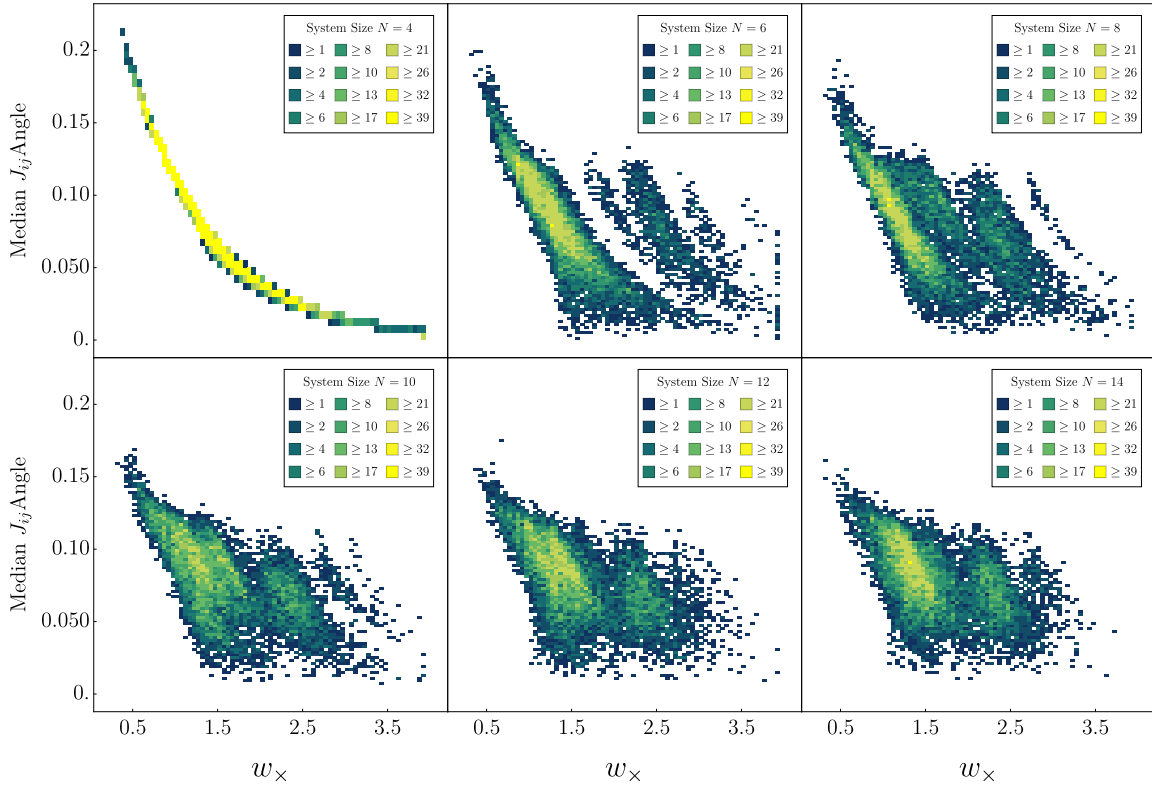 System Size N = 4
≥ 1 ≥ 8 ≥ 21
≥ 2 ≥ 10 ≥ 26
≥ 4 ≥ 13 ≥ 32
≥ 6 ≥ 17 ≥ 39
System Size N = 6
≥ 1 ≥ 8 ≥ 21
≥ 2 ≥ 10 ≥ 26
≥ 4 ≥ 13 ≥ 32
≥ 6 ≥ 17 ≥ 39
System Size N = 8
≥ 1 ≥ 8 ≥ 21
≥ 2 ≥ 10 ≥ 26
≥ 4 ≥ 13 ≥ 32
≥ 6 ≥ 17 ≥ 39
Median J_{ij} Angle
0.2
0.15
0.10
0.050
0.
System Size N = 10
≥ 1 ≥ 8 ≥ 21
≥ 2 ≥ 10 ≥ 26
≥ 4 ≥ 13 ≥ 32
≥ 6 ≥ 17 ≥ 39
System Size N = 12
≥ 1 ≥ 8 ≥ 21
≥ 2 ≥ 10 ≥ 26
≥ 4 ≥ 13 ≥ 32
≥ 6 ≥ 17 ≥ 39
System Size N = 14
≥ 1 ≥ 8 ≥ 21
≥ 2 ≥ 10 ≥ 26
≥ 4 ≥ 13 ≥ 32
≥ 6 ≥ 17 ≥ 39
Median J_{ij} Angle
0.2
0.15
0.10
0.050
0.
0.5 1.5 2.5 3.5
0.5 1.5 2.5 3.5
0.5 1.5 2.5 3.5
w_×
w_×
w_×